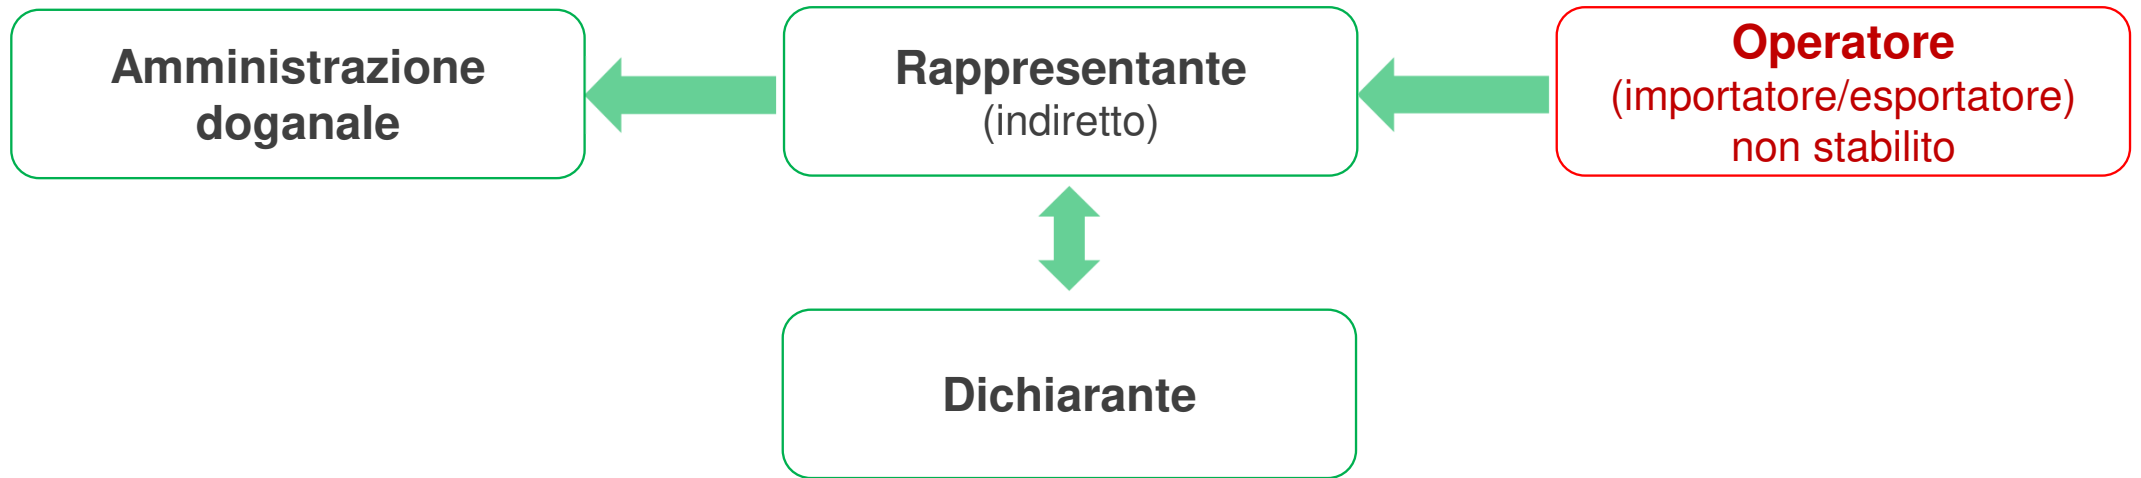 Amministrazione
doganale
Rappresentante
(indiretto)
Operatore
(importatore/esportatore)
non stabilito
Dichiarante